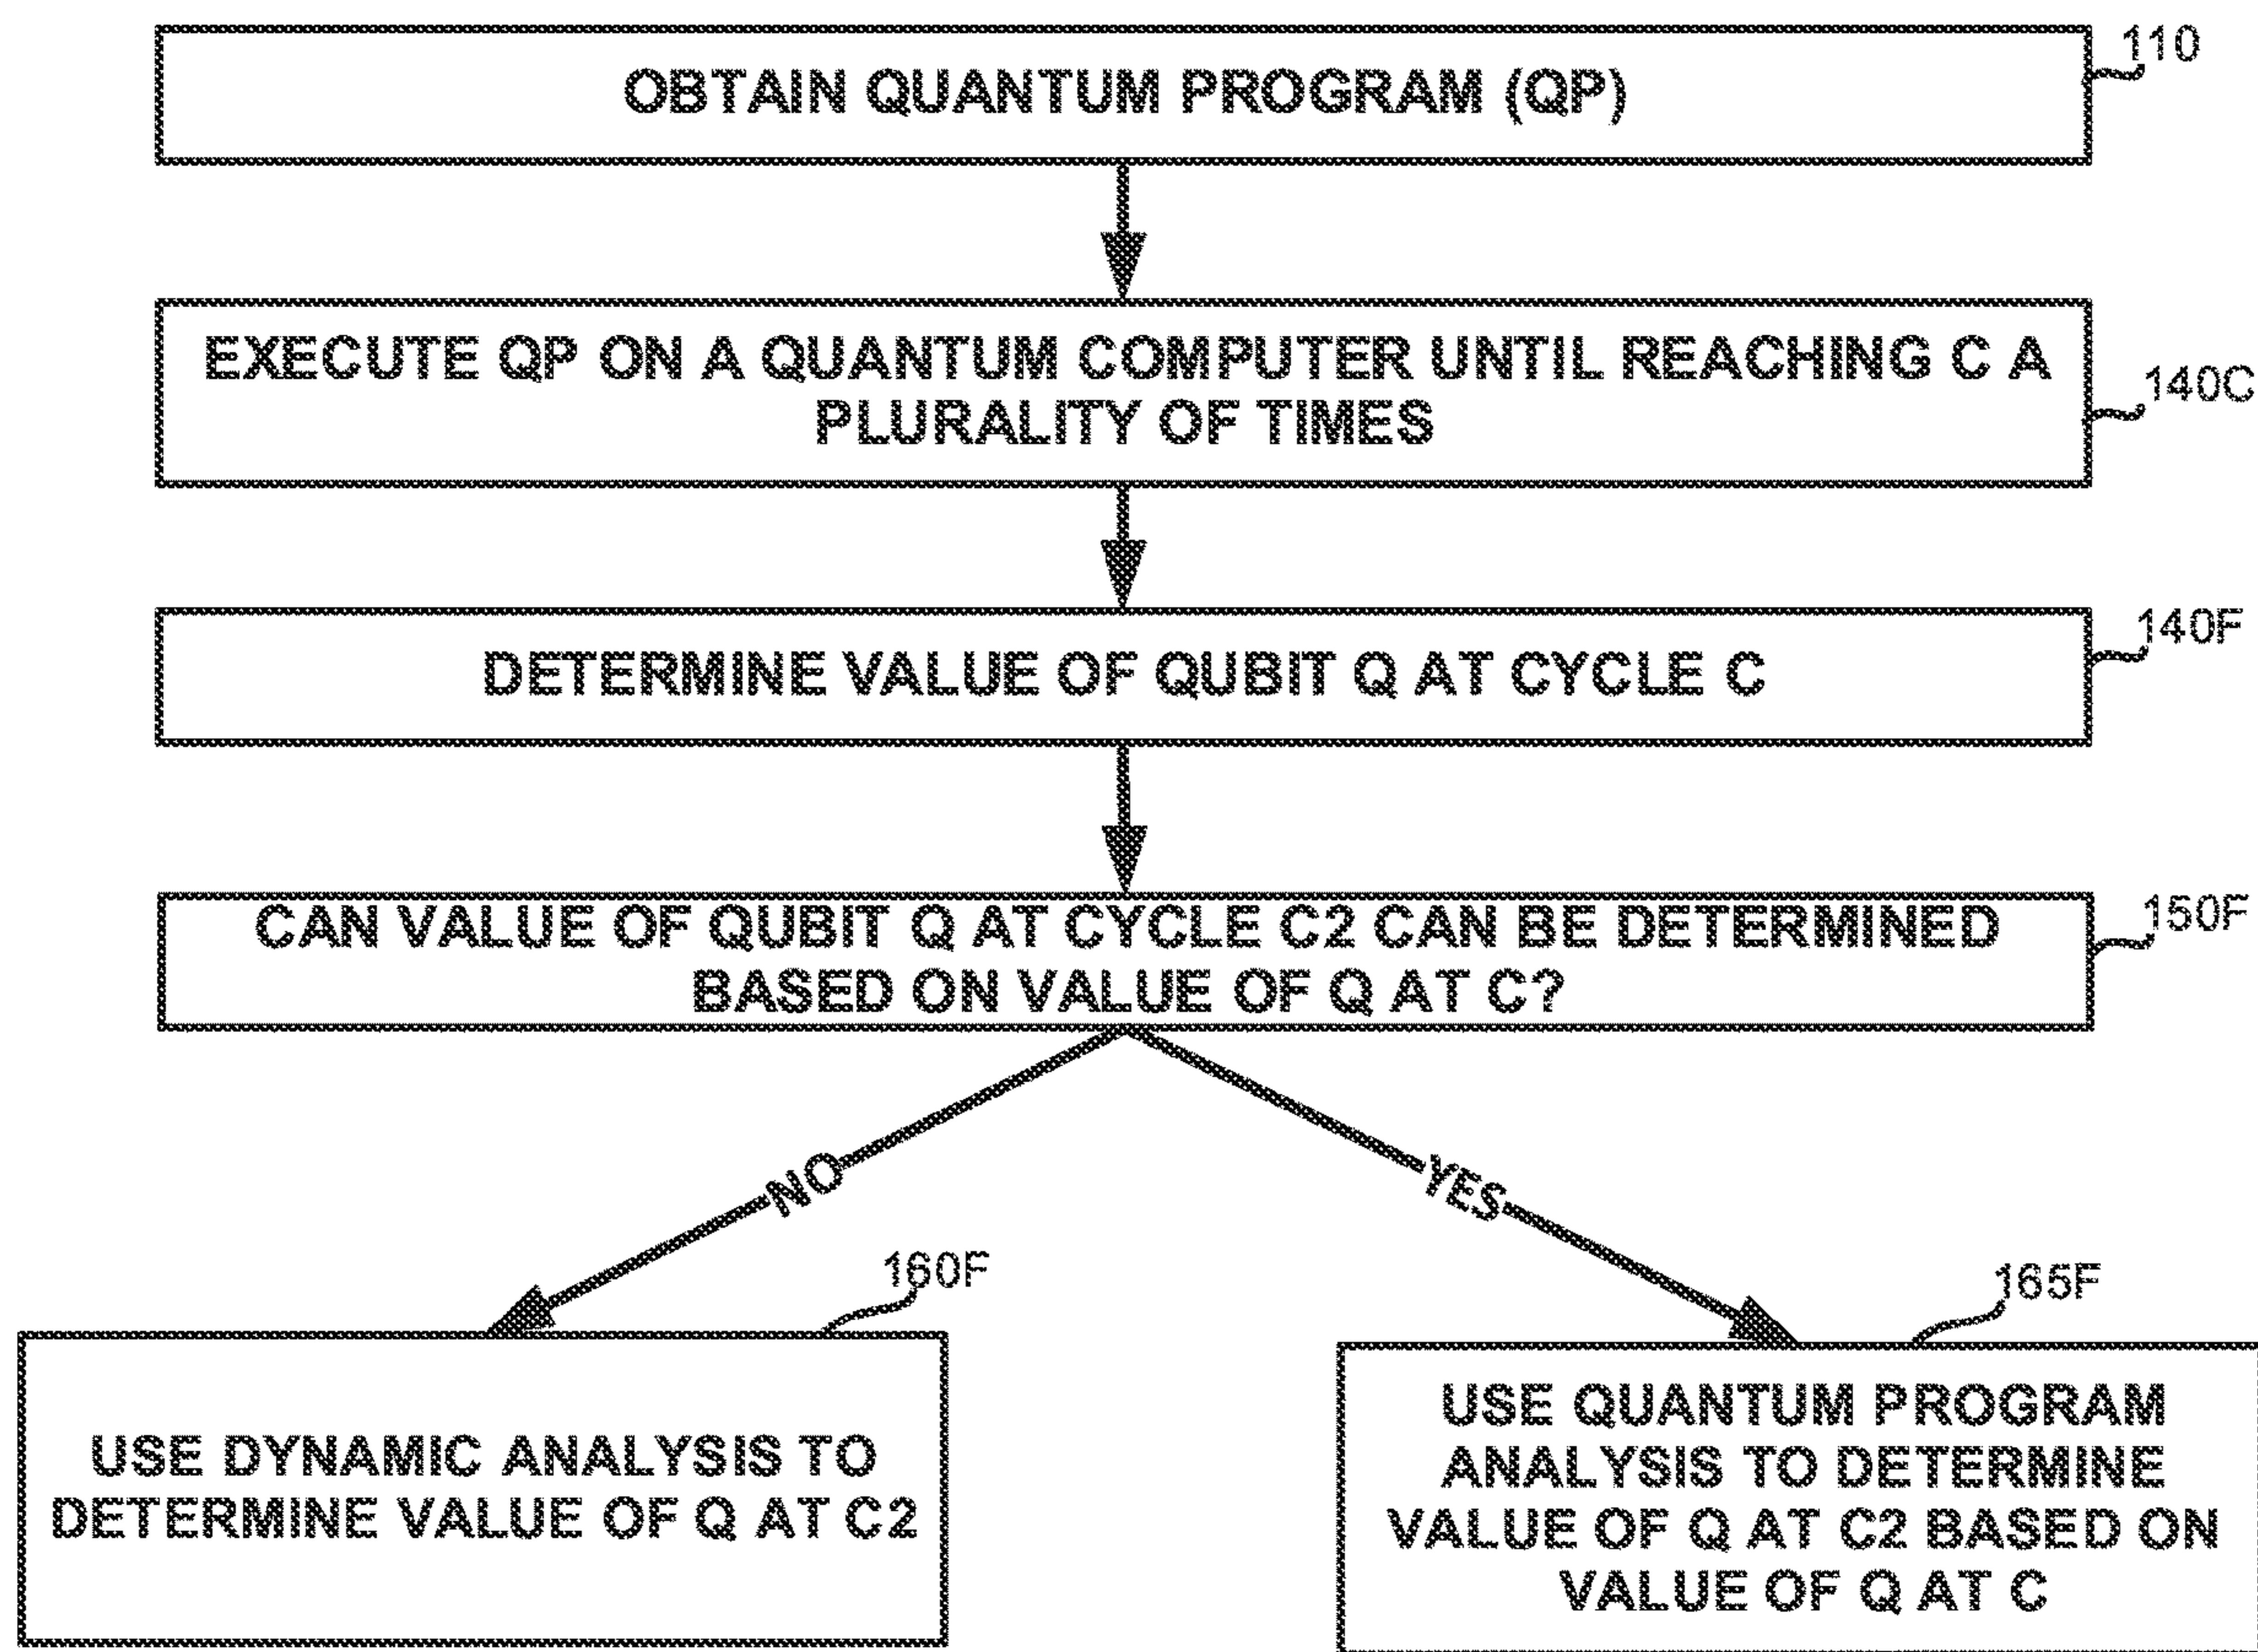 OBTAIN QUANTUM PROGRAM (QP)
110
EXECUTE QP ON A QUANTUM COMPUTER UNTIL REACHING C A
PLURALITY OF TIMES
140C
DETERMINE VALUE OF QUBIT Q AT CYCLE C
140F
CAN VALUE OF QUBIT Q AT CYCLE C2 CAN BE DETERMINED
BASED ON VALUE OF Q AT C?
150F
NO
YES
160F
USE DYNAMIC ANALYSIS TO
DETERMINE VALUE OF Q AT C2
165F
USE QUANTUM PROGRAM
ANALYSIS TO DETERMINE
VALUE OF Q AT C2 BASED ON
VALUE OF Q AT C